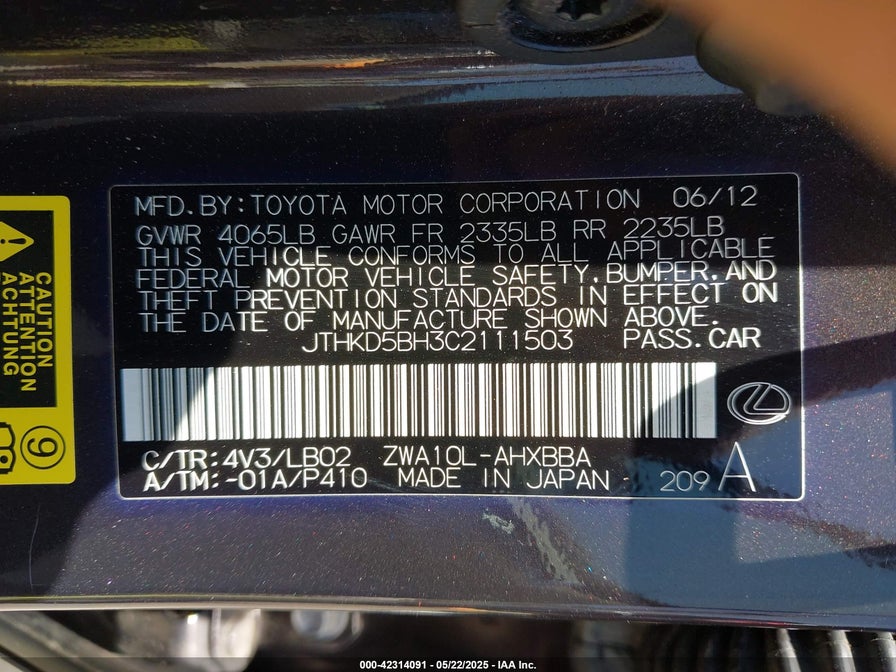 MFD.BY:TOYOTA MOTOR CORPORATION 06/12
GVWR 4065LB GAWR FR 2335LB RR 2235LB
THIS VEHICLE CONFORMS TO ALL APPLICABLE
FEDERAL MOTOR VEHICLE SAFETY,BUMPER,AND
THEFT PREVENTION STANDARDS IN EFFECT ON
THE DATE OF MANUFACTURE SHOWN ABOVE.
JTHKD5BH3C2111503 PASS.CAR
C/TR:4V3/LB02 ZWA10L-AHXBBA
A/TM:-01A/P410 MADE IN JAPAN 209 A
CAUTION
ATTENTION
ACHTUNG
9
000-42314091 - 05/22/2025 - IAA Inc.